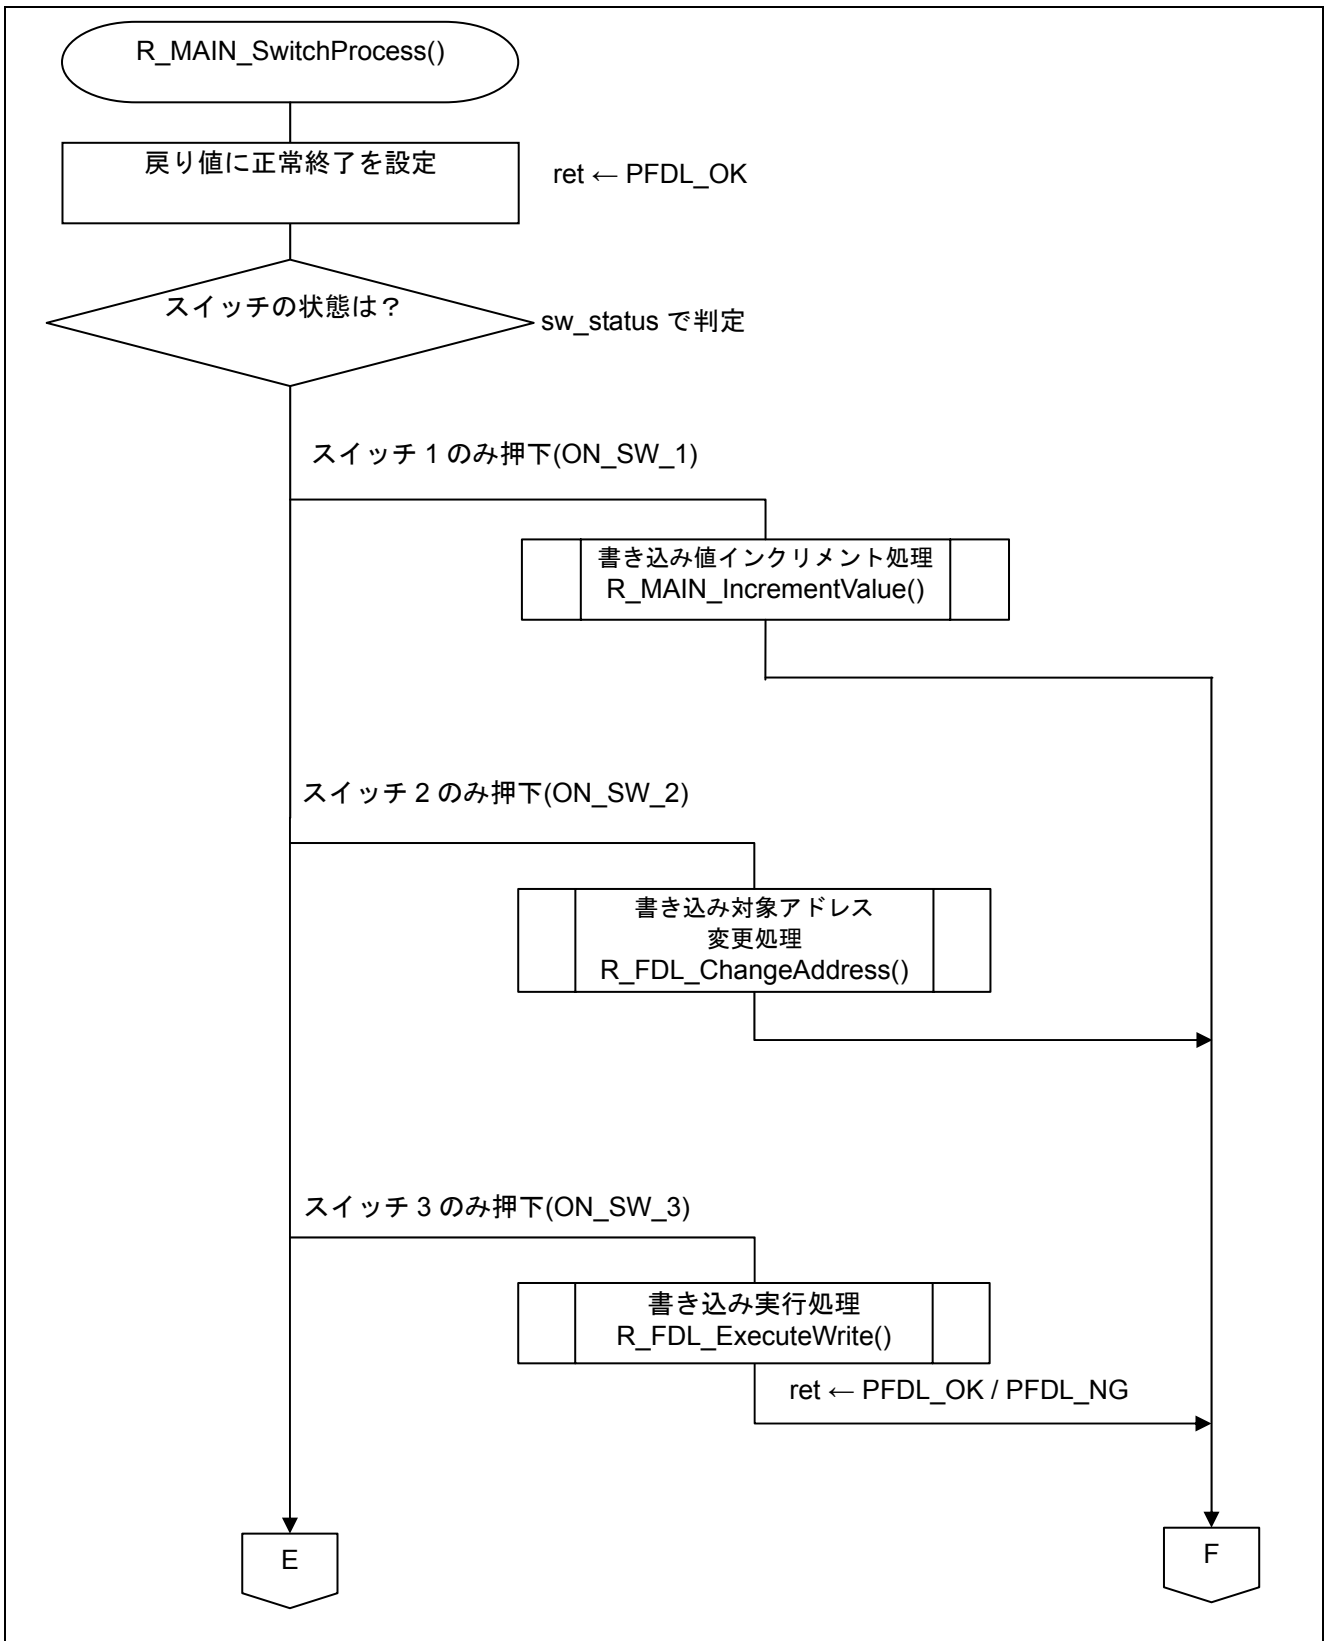 R_MAIN_SwitchProcess()
戻り値に正常終了を設定
ret ← PFDL_OK
スイッチの状態は？
sw_status で判定
スイッチ 1 のみ押下(ON_SW_1)
書き込み値インクリメント処理
R_MAIN_IncrementValue()
スイッチ 2 のみ押下(ON_SW_2)
書き込み対象アドレス
変更処理
R_FDL_ChangeAddress()
スイッチ 3 のみ押下(ON_SW_3)
書き込み実行処理
R_FDL_ExecuteWrite()
ret ← PFDL_OK / PFDL_NG
E
F